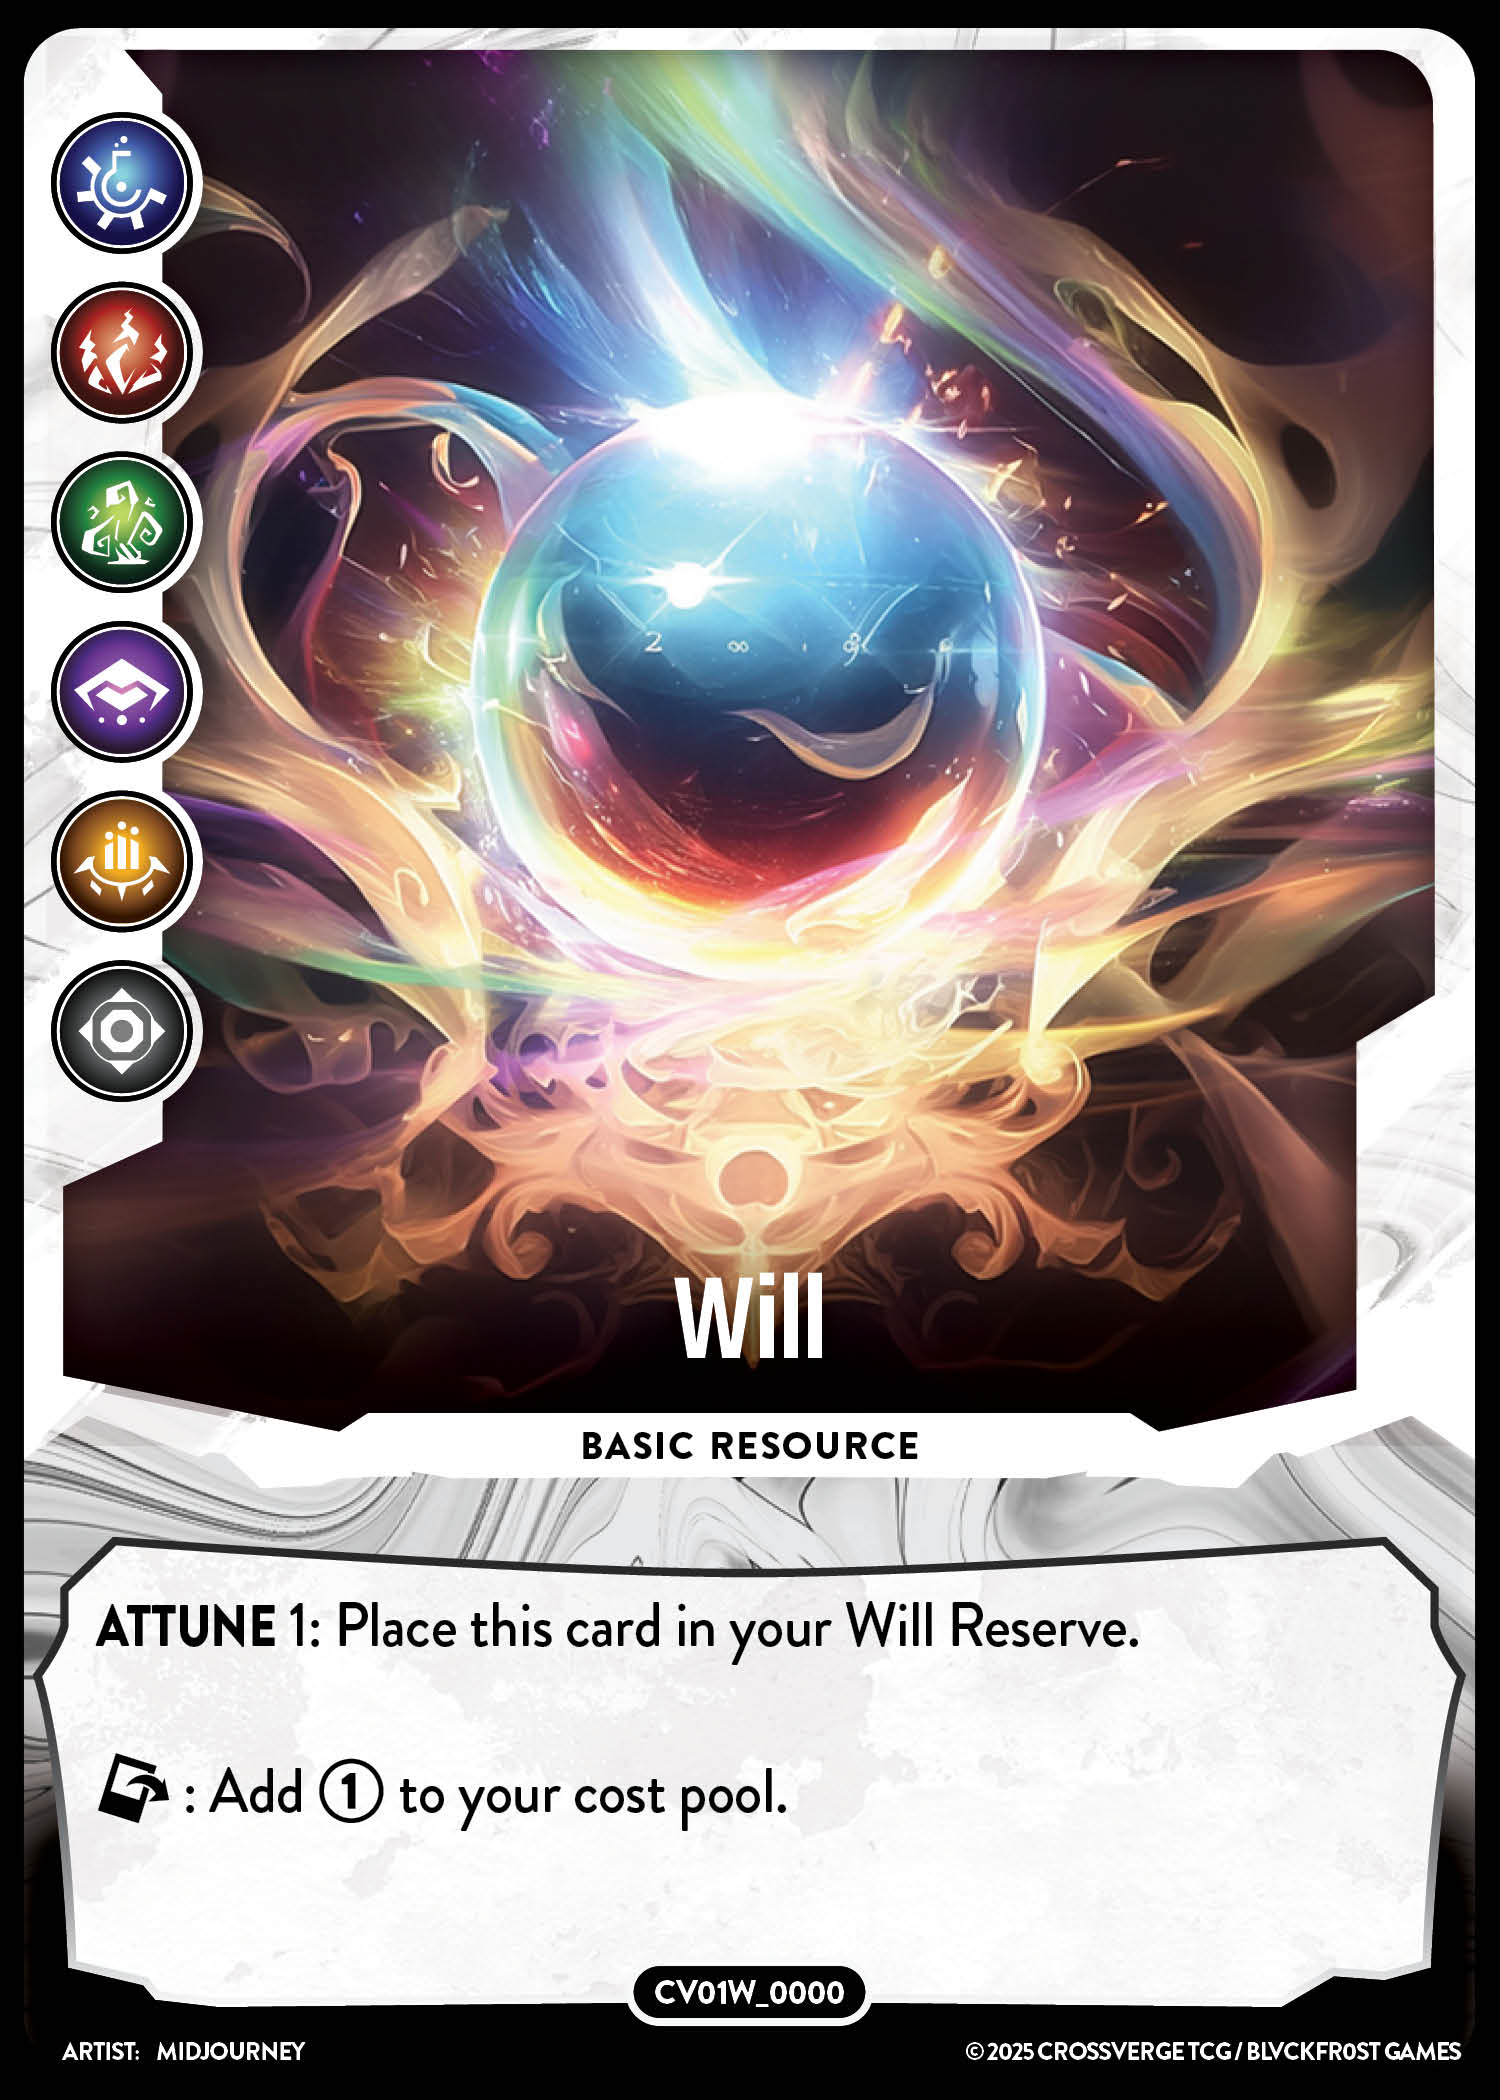 Will
BASIC RESOURCE
ATTUNE 1: Place this card in your Will Reserve.
: Add 1 to your cost pool.
CV01W_0000
ARTIST: MIDJOURNEY
©2025 CROSSVERGE TCG / BLVCKFR0ST GAMES